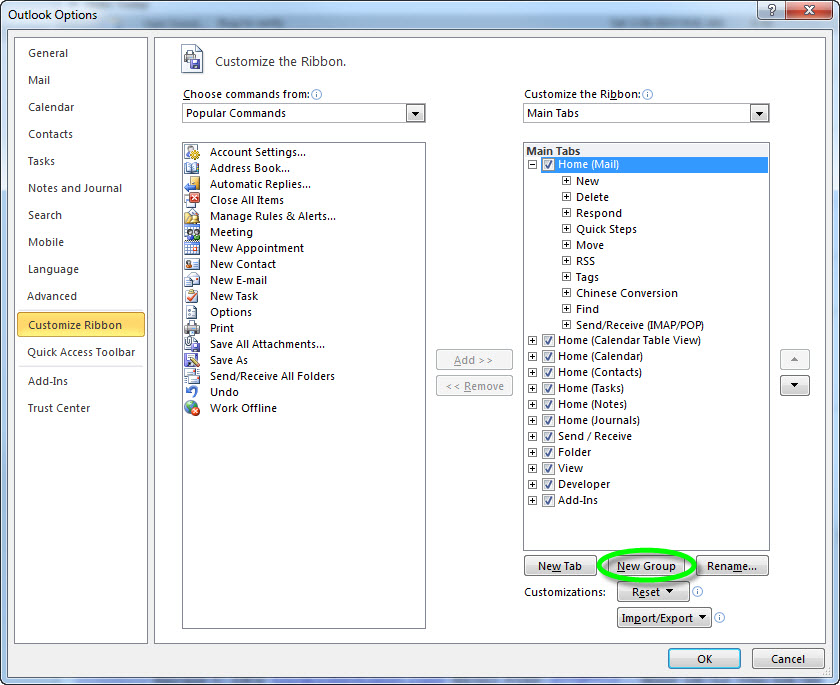 Outlook Options
General
Mail
Calendar
Contacts
Tasks
Notes and Journal
Search
Mobile
Language
Advanced
Customize Ribbon
Quick Access Toolbar
Add-Ins
Trust Center
Customize the Ribbon.
Choose commands from:
Popular Commands
Account Settings...
Address Book...
Automatic Replies...
Close All Items
Manage Rules & Alerts...
Meeting
New Appointment
New Contact
New E-mail
New Task
Options
Print
Save All Attachments...
Save As
Send/Receive All Folders
Undo
Work Offline
Add >>
<< Remove
Customize the Ribbon:
Main Tabs
Main Tabs
Home (Mail)
New
Delete
Respond
Quick Steps
Move
RSS
Tags
Chinese Conversion
Find
Send/Receive (IMAP/POP)
Home (Calendar Table View)
Home (Calendar)
Home (Contacts)
Home (Tasks)
Home (Notes)
Home (Journals)
Send / Receive
Folder
View
Developer
Add-Ins
New Tab New Group Rename...
Customizations: Reset
Import/Export
OK Cancel